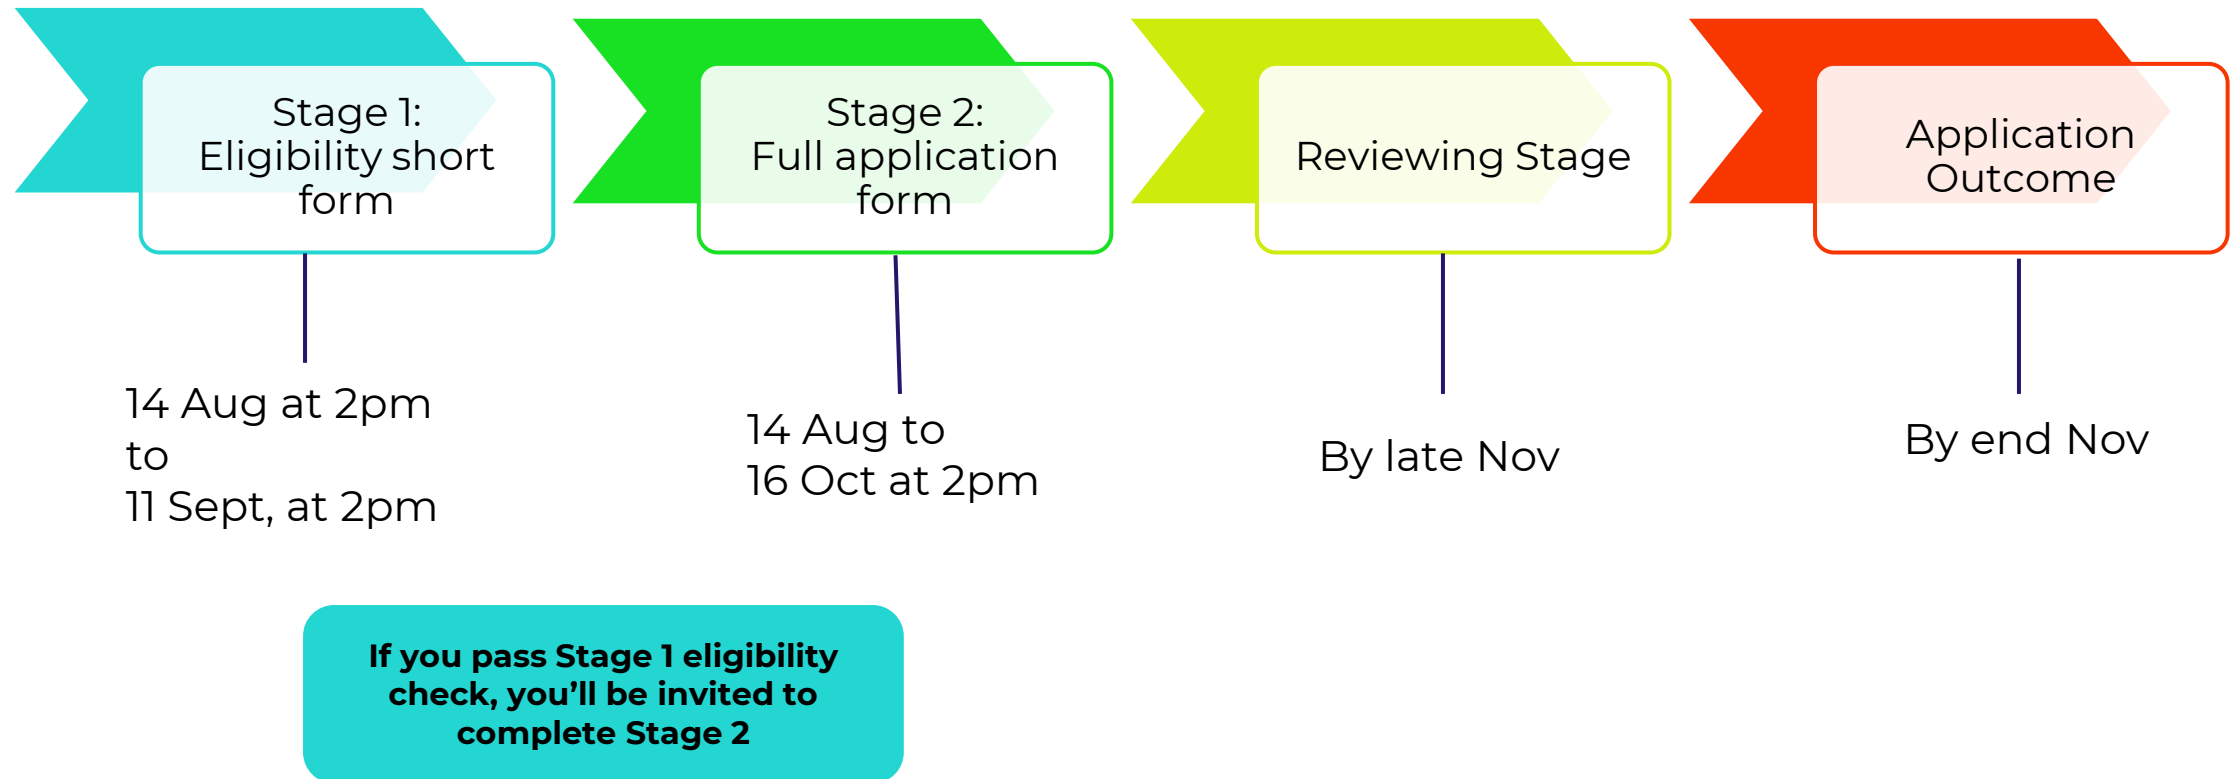 Stage 1:
Eligibility short
form
Stage 2:
Full application
form
Reviewing Stage
Application
Outcome
14 Aug at 2pm
to
11 Sept, at 2pm
14 Aug to
16 Oct at 2pm
By late Nov
By end Nov
If you pass Stage 1 eligibility
check, you’ll be invited to
complete Stage 2